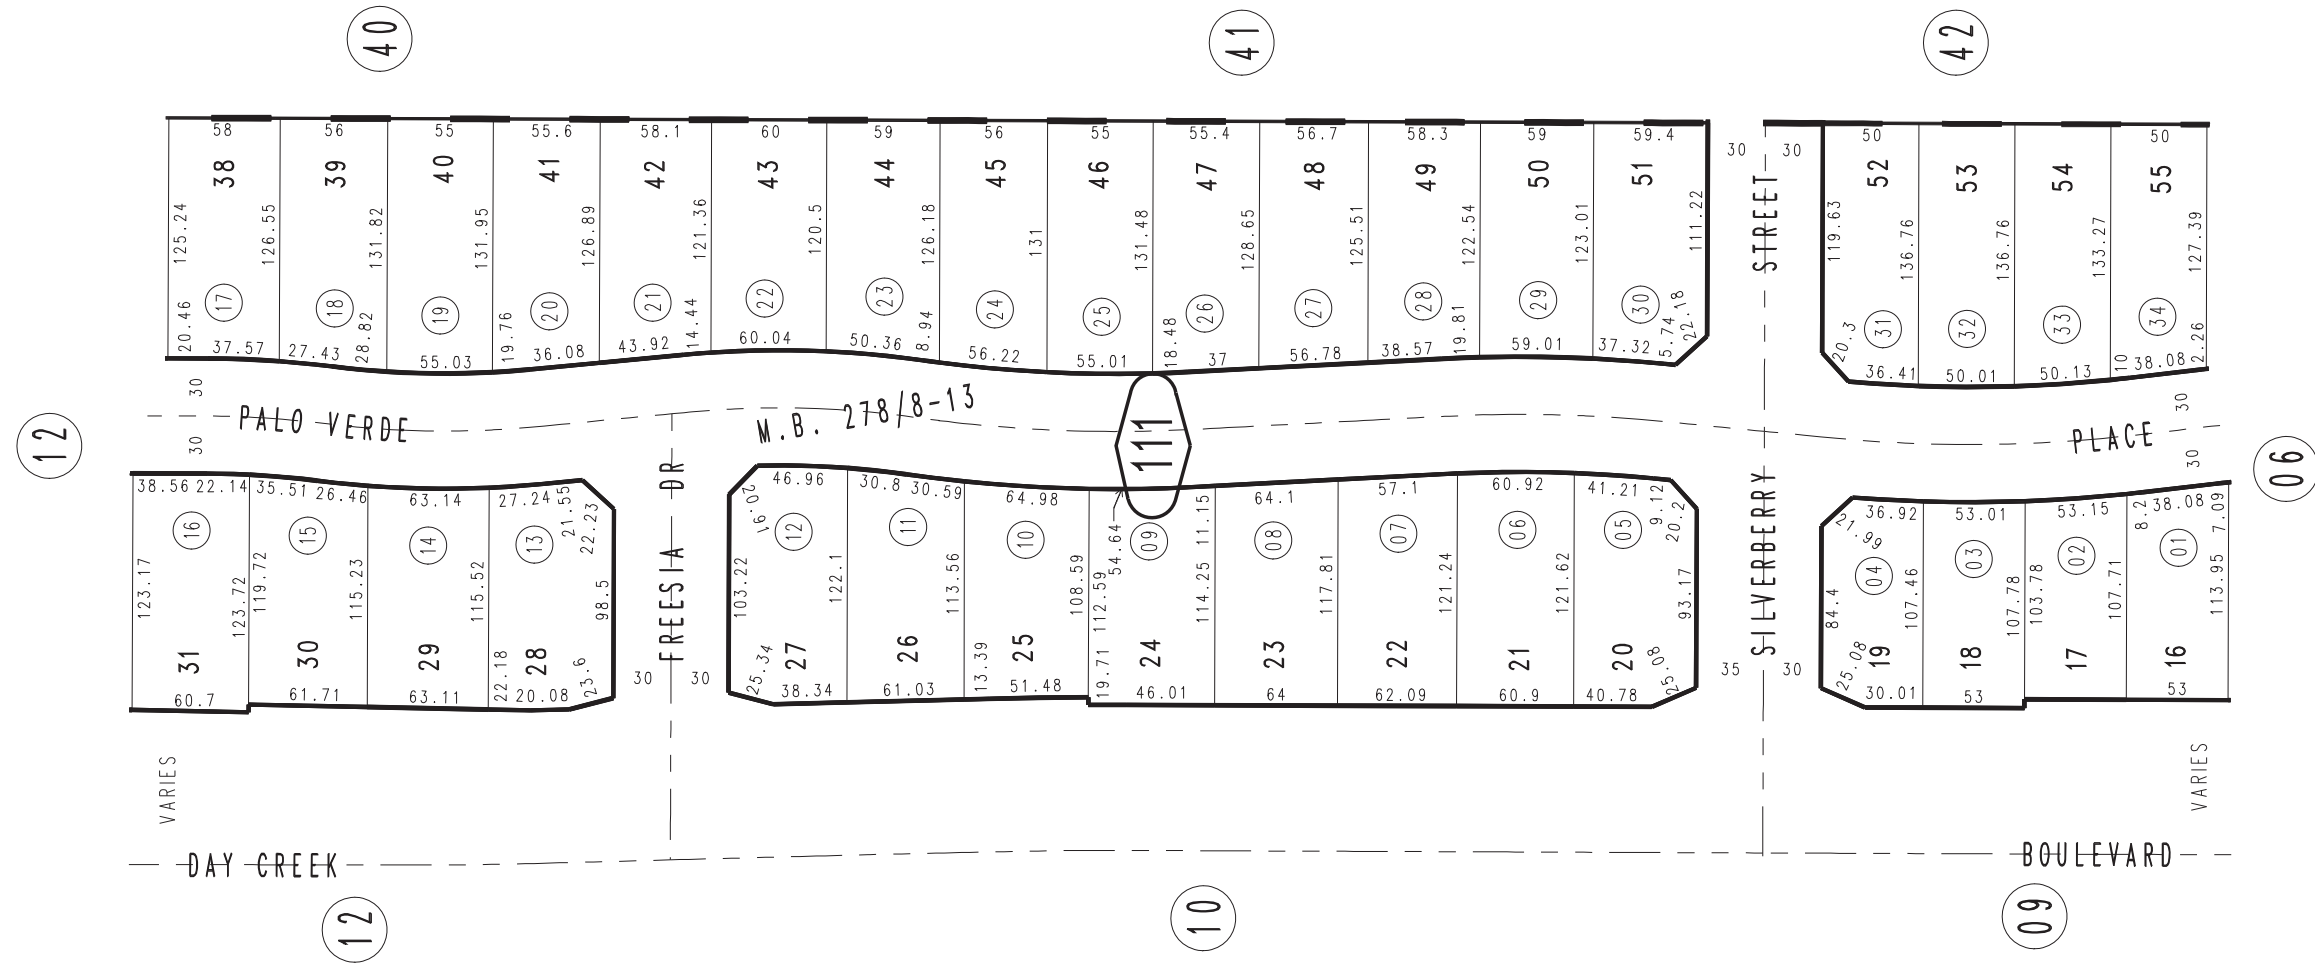 40 41 42
58 56 55 55.6 58.1 60 59 56 55 55.4 56.7 58.3 59 59.4 30 30 50 50
38 39 40 41 42 43 44 45 46 47 48 49 50 51 52 53 54 55
125.24 126.55 131.82 131.95 126.89 121.36 120.5 126.18 131 131.48 128.65 125.51 122.54 123.01 111.22 STREET 119.63 136.76 136.76 133.27 127.39
17 18 19 20 21 22 23 24 25 26 27 28 29 30 31 32 33 34
20.46 28.82 19.76 14.44 8.94 18.48 19.81 5.74 22.18 20.3 10 2.26
37.57 27.43 55.03 36.08 43.92 60.04 50.36 56.22 55.01 37 56.78 38.57 59.01 37.32 36.41 50.01 50.13 38.08
30 30
12 PALO VERDE M.B. 278/8-13 111 PLACE 06
30 30
38.56 22.14 35.51 26.46 63.14 27.24 21.55 22.23 20.91 46.96 30.8 30.59 64.98 54.64 11.15 64.1 57.1 60.92 41.21 9.12 20.2 21.99 36.92 53.01 53.15 8.2 38.08 7.09
16 15 14 13 12 11 10 09 08 07 06 05 04 03 02 01
123.17 123.72 119.72 115.23 115.52 98.5 FREESIA DR 103.22 122.1 113.56 108.59 112.59 114.25 117.81 121.24 121.62 93.17 SILVERBERRY 84.4 107.46 107.78 103.78 107.71 113.95
31 30 29 28 27 26 25 24 23 22 21 20 19 18 17 16
22.18 23.6 30 30 25.34 13.39 19.71 25.08 35 30 25.08
60.7 61.71 63.11 20.08 38.34 61.03 51.48 46.01 64 62.09 60.9 40.78 30.01 53 53
VARIES VARIES
DAY CREEK BOULEVARD
12 10 09